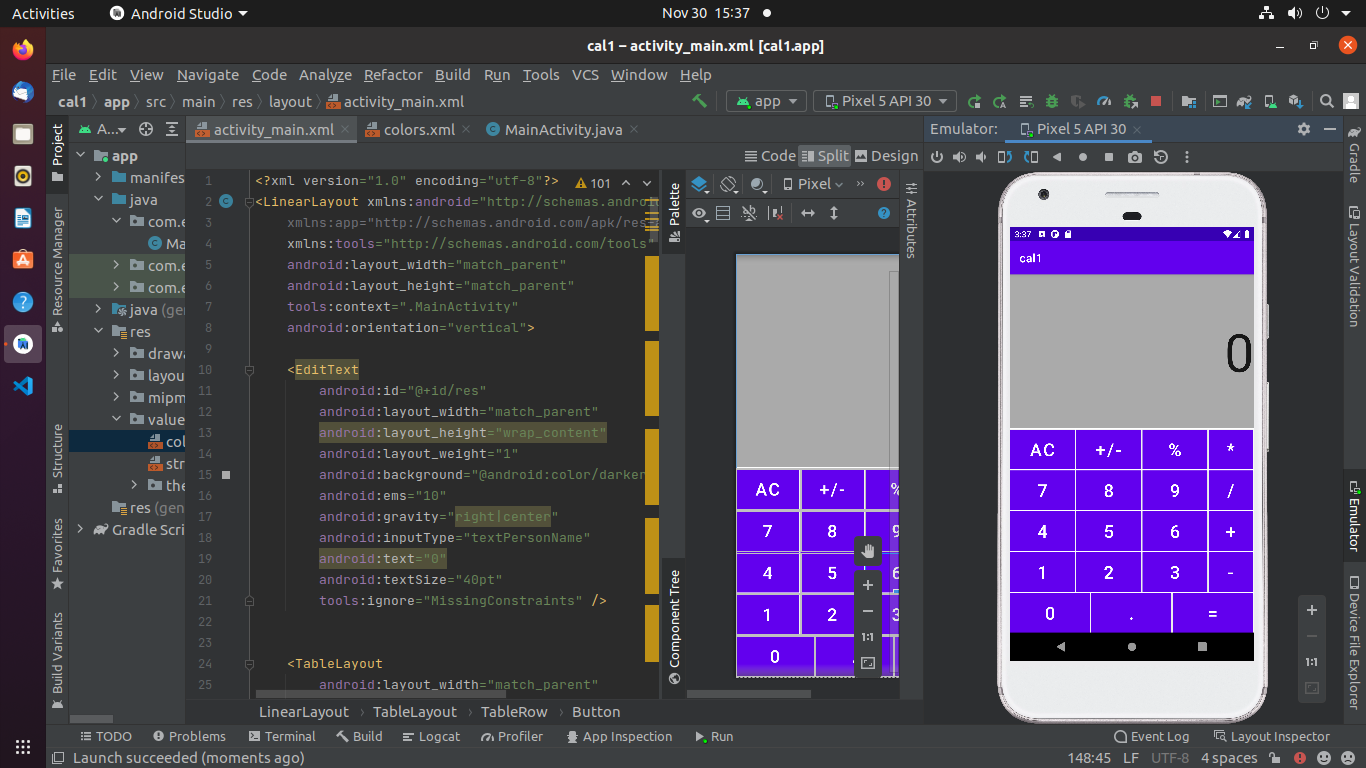 Activities Android Studio Nov 30 15:37
cal1 – activity_main.xml [cal1.app]
File Edit View Navigate Code Analyze Refactor Build Run Tools VCS Window Help
cal1 app src main res layout activity_main.xml app Pixel 5 API 30
Project A... activity_main.xml colors.xml MainActivity.java Emulator: Pixel 5 API 30
Code Split Design
app
manifes
java
com.e
Ma
com.e
com.e
java (gen
res
drawa
layou
mipm
value
col
str
the
res (gen
Gradle Scri
Resource Manager
Structure
Favorites
Build Variants
101
1 <?xml version="1.0" encoding="utf-8"?>
2 <LinearLayout xmlns:android="http://schemas.androi
3 xmlns:app="http://schemas.android.com/apk/res
4 xmlns:tools="http://schemas.android.com/tools"
5 android:layout_width="match_parent"
6 android:layout_height="match_parent"
7 tools:context=".MainActivity"
8 android:orientation="vertical">
9
10 <EditText
11 android:id="@+id/res"
12 android:layout_width="match_parent"
13 android:layout_height="wrap_content"
14 android:layout_weight="1"
15 android:background="@android:color/darker
16 android:ems="10"
17 android:gravity="right|center"
18 android:inputType="textPersonName"
19 android:text="0"
20 android:textSize="40pt"
21 tools:ignore="MissingConstraints" />
22
23
24 <TableLayout
25 android:layout_width="match_parent"
Palette
Component Tree
Pixel
Attributes
AC +/- %
7 8 9
4 5 6
1 2 3
0 .
1:1
3:37
cal1
0
AC +/- % *
7 8 9 /
4 5 6 +
1 2 3 -
0 . =
1:1
Gradle
Layout Validation
Emulator
Device File Explorer
LinearLayout TableLayout TableRow Button
TODO Problems Terminal Build Logcat Profiler App Inspection Run Event Log Layout Inspector
Launch succeeded (moments ago) 148:45 LF UTF-8 4 spaces